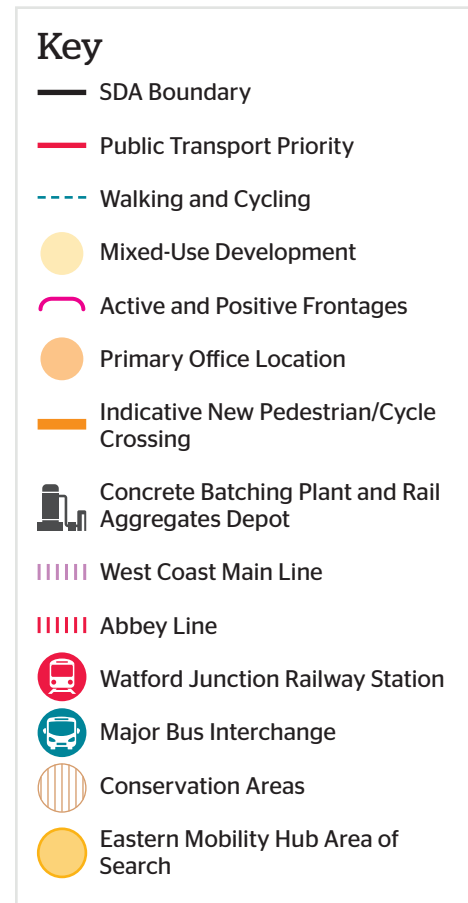 Key
SDA Boundary
Public Transport Priority
Walking and Cycling
Mixed-Use Development
Active and Positive Frontages
Primary Office Location
Indicative New Pedestrian/Cycle
Crossing
Concrete Batching Plant and Rail
Aggregates Depot
West Coast Main Line
Abbey Line
Watford Junction Railway Station
Major Bus Interchange
Conservation Areas
Eastern Mobility Hub Area of
Search